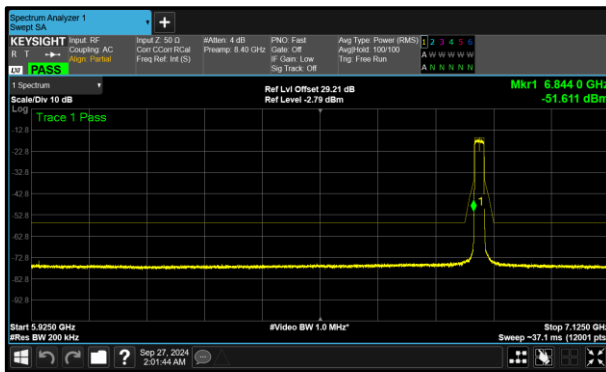 Spectrum Analyzer 1
Swept SA
KEYSIGHT Input: RF Input Z: 50 Ω #Atten: 4 dB PNO: Fast Avg Type: Power (RMS) 1 2 3 4 5 6
R T Coupling: AC Corr CCorr RCal Preamp: 8.40 GHz Gate: Off Avg|Hold: 100/100 A W W W W W
Align: Partial Freq Ref: Int (S) IF Gain: Low Trig: Free Run
LXI PASS Sig Track: Off A N N N N N
1 Spectrum Ref Lvl Offset 29.21 dB Mkr1 6.844 0 GHz
Scale/Div 10 dB Ref Level -2.79 dBm -51.611 dBm
Log
Trace 1 Pass
-12.8
-22.8
-32.8
-42.8
1
-52.8
-62.8
-72.8
-82.8
-92.8
Start 5.9250 GHz #Video BW 1.0 MHz* Stop 7.1250 GHz
#Res BW 200 kHz Sweep ~37.1 ms (12001 pts)
? Sep 27, 2024
2:01:44 AM